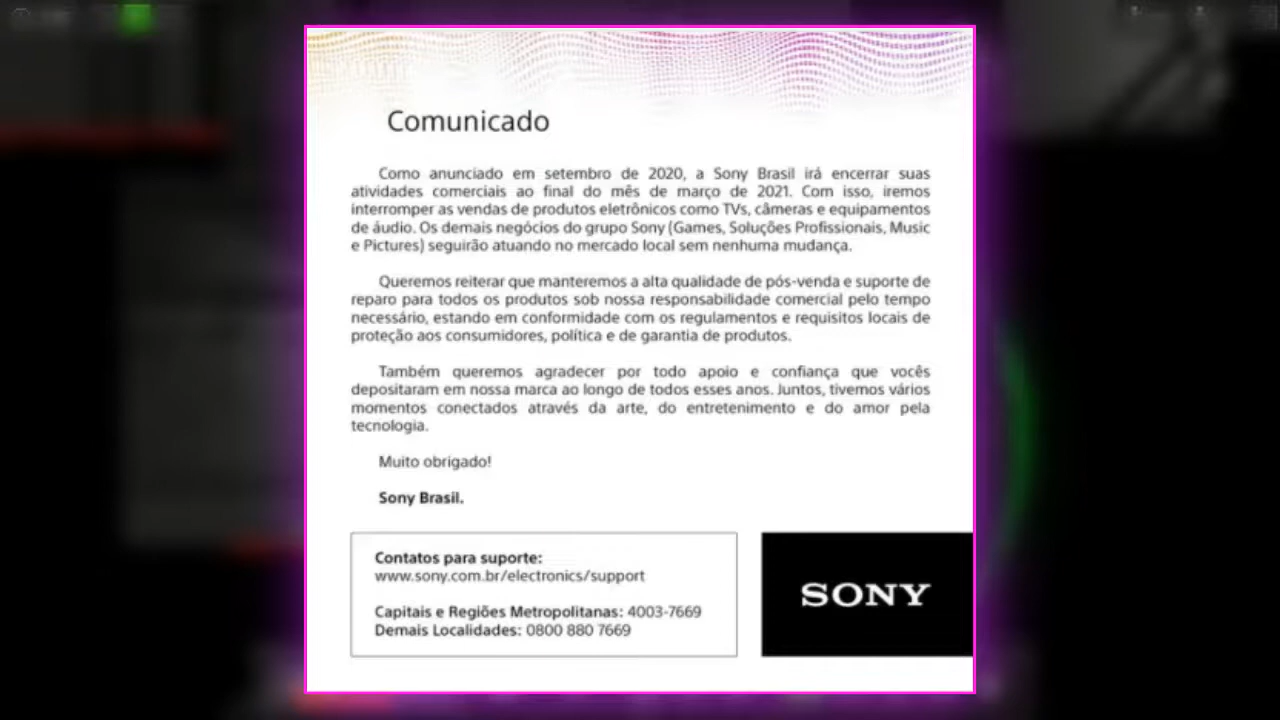 Comunicado
Como anunciado em setembro de 2020, a Sony Brasil irá encerrar suas
atividades comerciais ao final do mês de março de 2021. Com isso, iremos
interromper as vendas de produtos eletrônicos como TVs, câmeras e equipamentos
de áudio. Os demais negócios do grupo Sony (Games, Soluções Profissionais, Music
e Pictures) seguirão atuando no mercado local sem nenhuma mudança.
Queremos reiterar que manteremos a alta qualidade de pós-venda e suporte de
reparo para todos os produtos sob nossa responsabilidade comercial pelo tempo
necessário, estando em conformidade com os regulamentos e requisitos locais de
proteção aos consumidores, política e de garantia de produtos.
Também queremos agradecer por todo apoio e confiança que vocês
depositaram em nossa marca ao longo de todos esses anos. Juntos, tivemos vários
momentos conectados através da arte, do entretenimento e do amor pela
tecnologia.
Muito obrigado!
Sony Brasil.
Contatos para suporte:
www.sony.com.br/electronics/support
Capitais e Regiões Metropolitanas: 4003-7669
Demais Localidades: 0800 880 7669
SONY